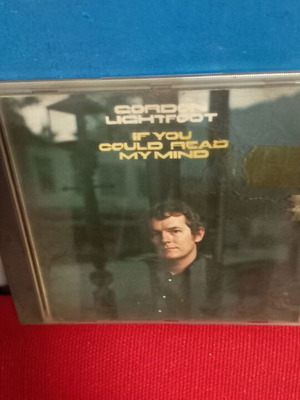 GORDON
LIGHTFOOT
IF YOU
COULD READ
MY MIND